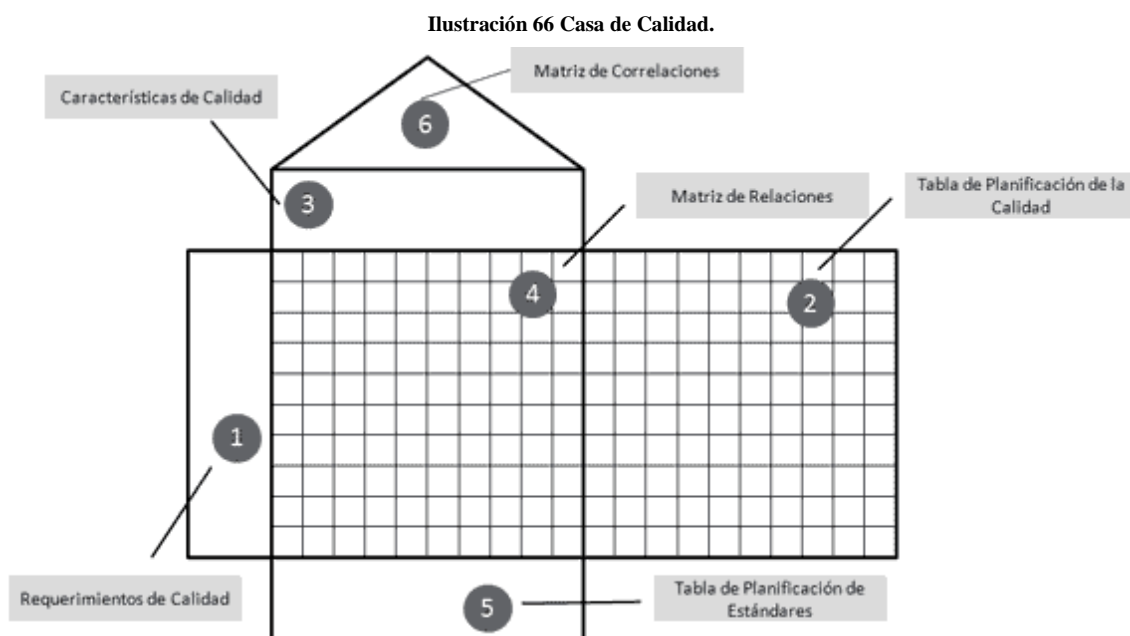 Ilustración 66 Casa de Calidad.
Matriz de Correlaciones
Características de Calidad
6
3
Matriz de Relaciones
Tabla de Planificación de la
Calidad
4
2
1
Requerimientos de Calidad
5
Tabla de Planificación de
Estándares